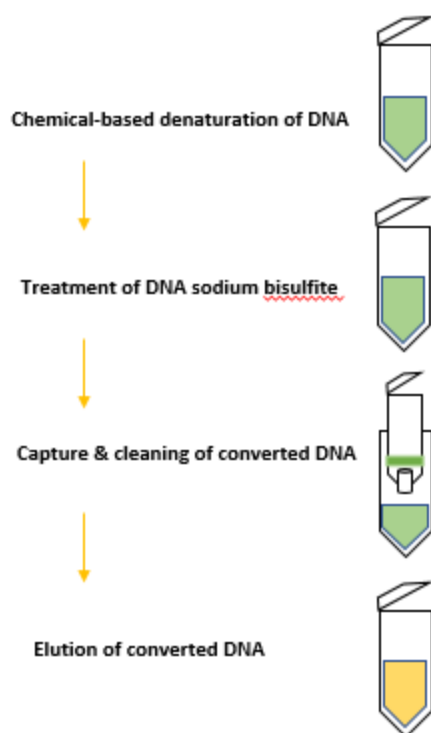 Chemical-based denaturation of DNA
Treatment of DNA sodium bisulfite
Capture & cleaning of converted DNA
Elution of converted DNA